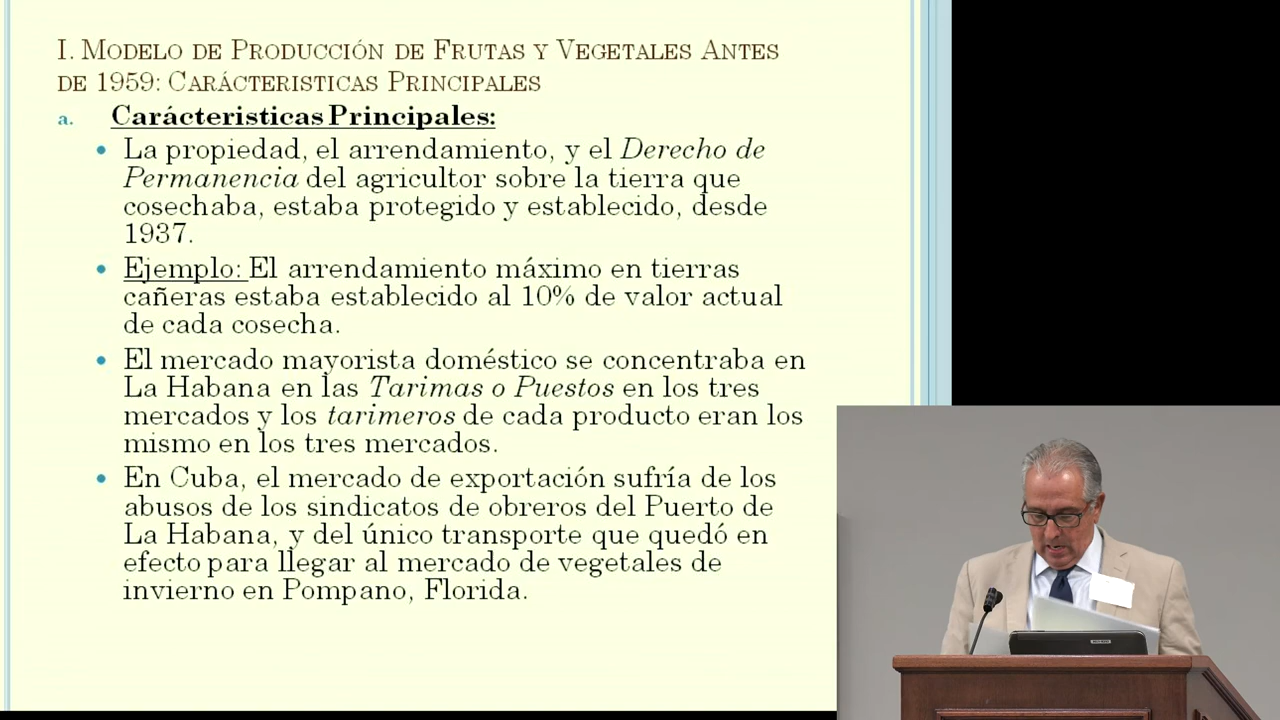 I. Modelo de Producción de Frutas y Vegetales Antes
de 1959: Carácteristicas Principales
a. Carácteristicas Principales:
• La propiedad, el arrendamiento, y el Derecho de
Permanencia del agricultor sobre la tierra que
cosechaba, estaba protegido y establecido, desde
1937.
• Ejemplo: El arrendamiento máximo en tierras
cañeras estaba establecido al 10% de valor actual
de cada cosecha.
• El mercado mayorista doméstico se concentraba en
La Habana en las Tarimas o Puestos en los tres
mercados y los tarimeros de cada producto eran los
mismo en los tres mercados.
• En Cuba, el mercado de exportación sufría de los
abusos de los sindicatos de obreros del Puerto de
La Habana, y del único transporte que quedó en
efecto para llegar al mercado de vegetales de
invierno en Pompano, Florida.